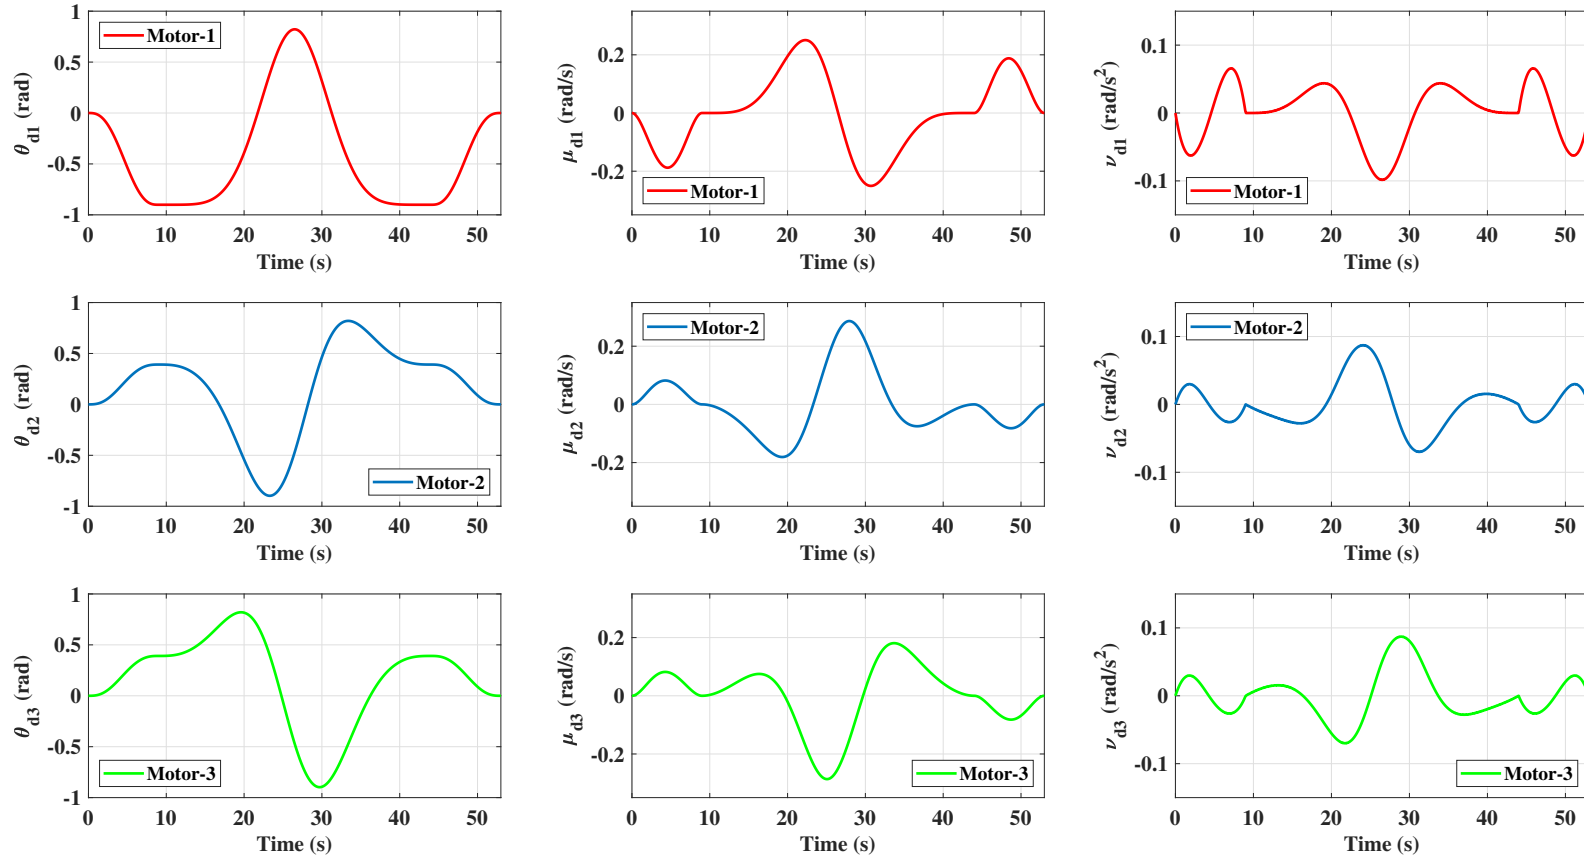 1
0.5
0
-0.5
-1
θd1 (rad)
Motor-1
0 10 20 30 40 50
Time (s)
0.2
0
-0.2
μd1 (rad/s)
Motor-1
0 10 20 30 40 50
Time (s)
0.1
0
-0.1
νd1 (rad/s²)
Motor-1
0 10 20 30 40 50
Time (s)
1
0.5
0
-0.5
-1
θd2 (rad)
Motor-2
0 10 20 30 40 50
Time (s)
0.2
0
-0.2
μd2 (rad/s)
Motor-2
0 10 20 30 40 50
Time (s)
0.1
0
-0.1
νd2 (rad/s²)
Motor-2
0 10 20 30 40 50
Time (s)
1
0.5
0
-0.5
-1
θd3 (rad)
Motor-3
0 10 20 30 40 50
Time (s)
0.2
0
-0.2
μd3 (rad/s)
Motor-3
0 10 20 30 40 50
Time (s)
0.1
0
-0.1
νd3 (rad/s²)
Motor-3
0 10 20 30 40 50
Time (s)